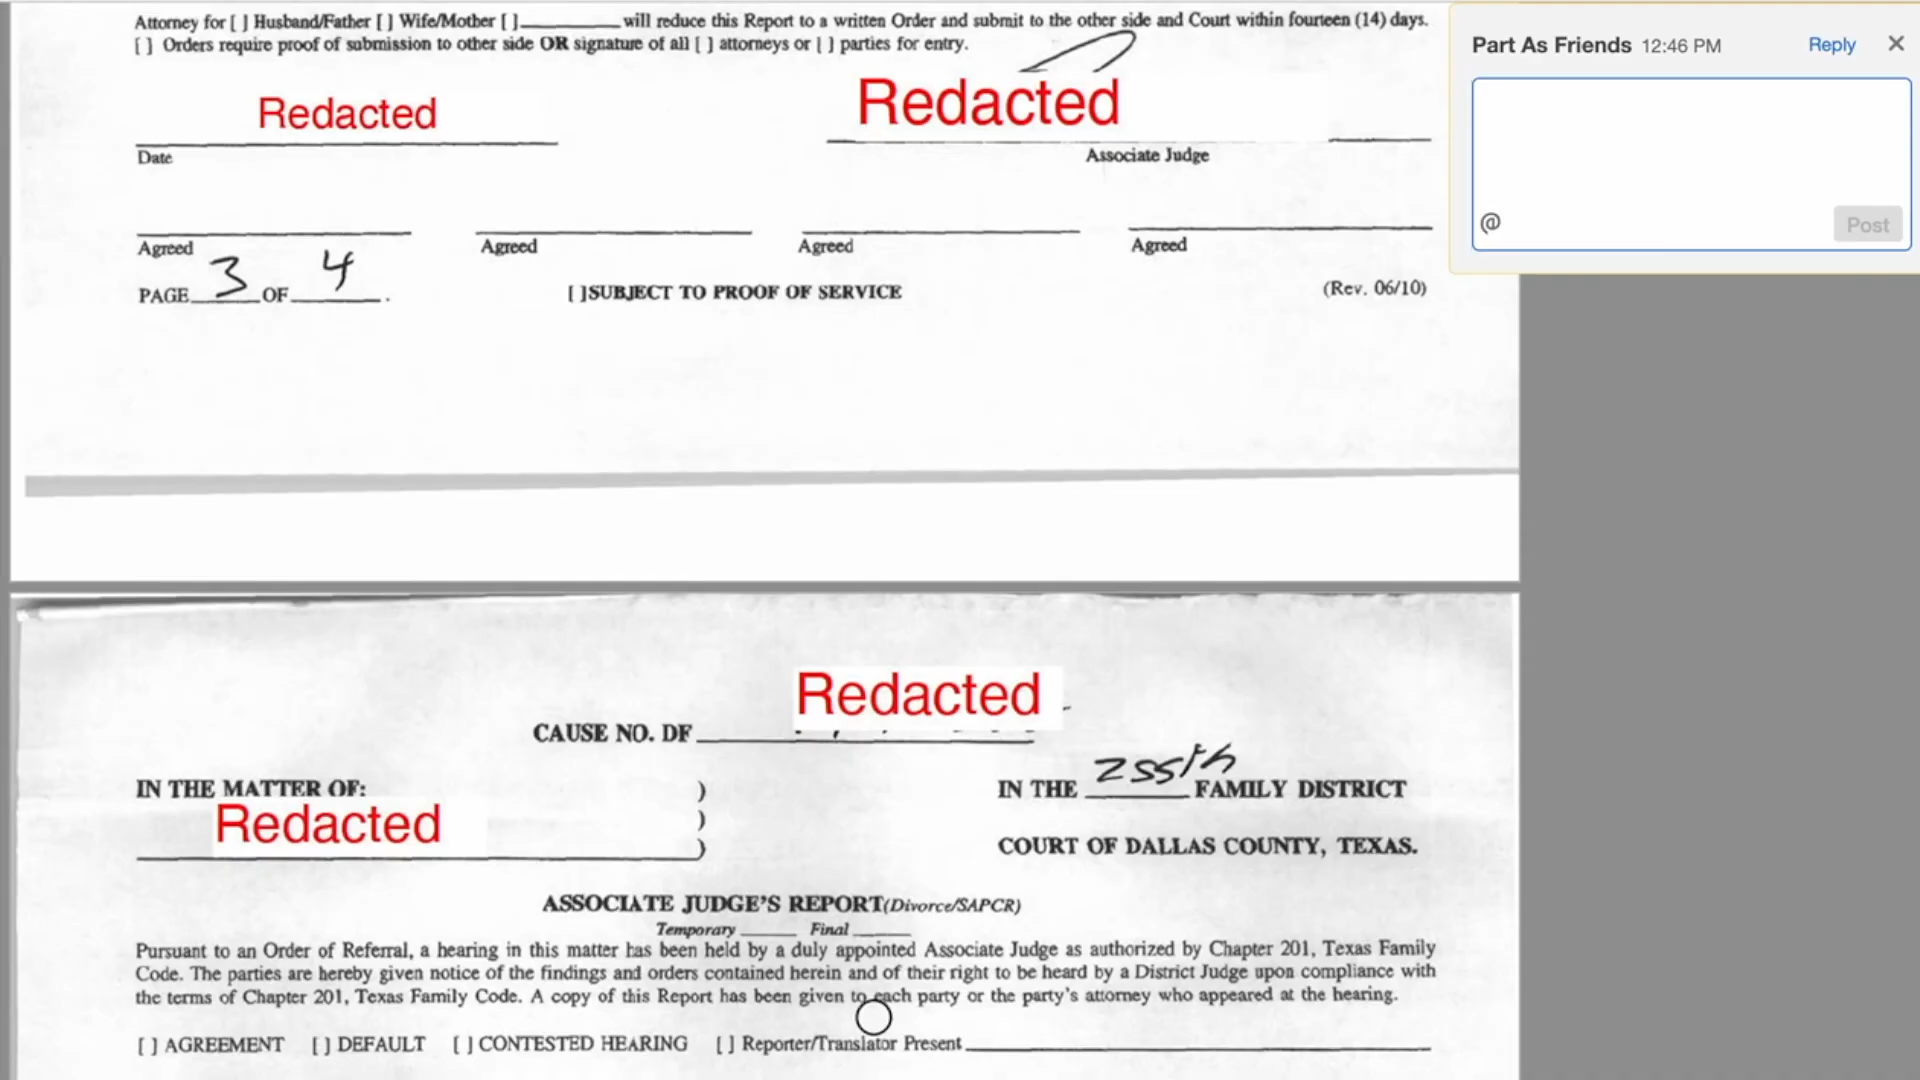 Attorney for [ ] Husband/Father [ ] Wife/Mother [ ]__________ will reduce this Report to a written Order and submit to the other side and Court within fourteen (14) days.
[ ] Orders require proof of submission to other side OR signature of all [ ] attorneys or [ ] parties for entry.
Redacted Redacted
Date Associate Judge
Agreed Agreed Agreed Agreed
PAGE 3 OF 4 . [ ]SUBJECT TO PROOF OF SERVICE (Rev. 06/10)
Part As Friends 12:46 PM Reply
@ Post
Redacted
CAUSE NO. DF
IN THE MATTER OF: ) IN THE 255th FAMILY DISTRICT
Redacted )
) COURT OF DALLAS COUNTY, TEXAS.
ASSOCIATE JUDGE'S REPORT(Divorce/SAPCR)
Temporary ______ Final ______
Pursuant to an Order of Referral, a hearing in this matter has been held by a duly appointed Associate Judge as authorized by Chapter 201, Texas Family
Code. The parties are hereby given notice of the findings and orders contained herein and of their right to be heard by a District Judge upon compliance with
the terms of Chapter 201, Texas Family Code. A copy of this Report has been given to each party or the party's attorney who appeared at the hearing.
[ ] AGREEMENT [ ] DEFAULT [ ] CONTESTED HEARING [ ] Reporter/Translator Present